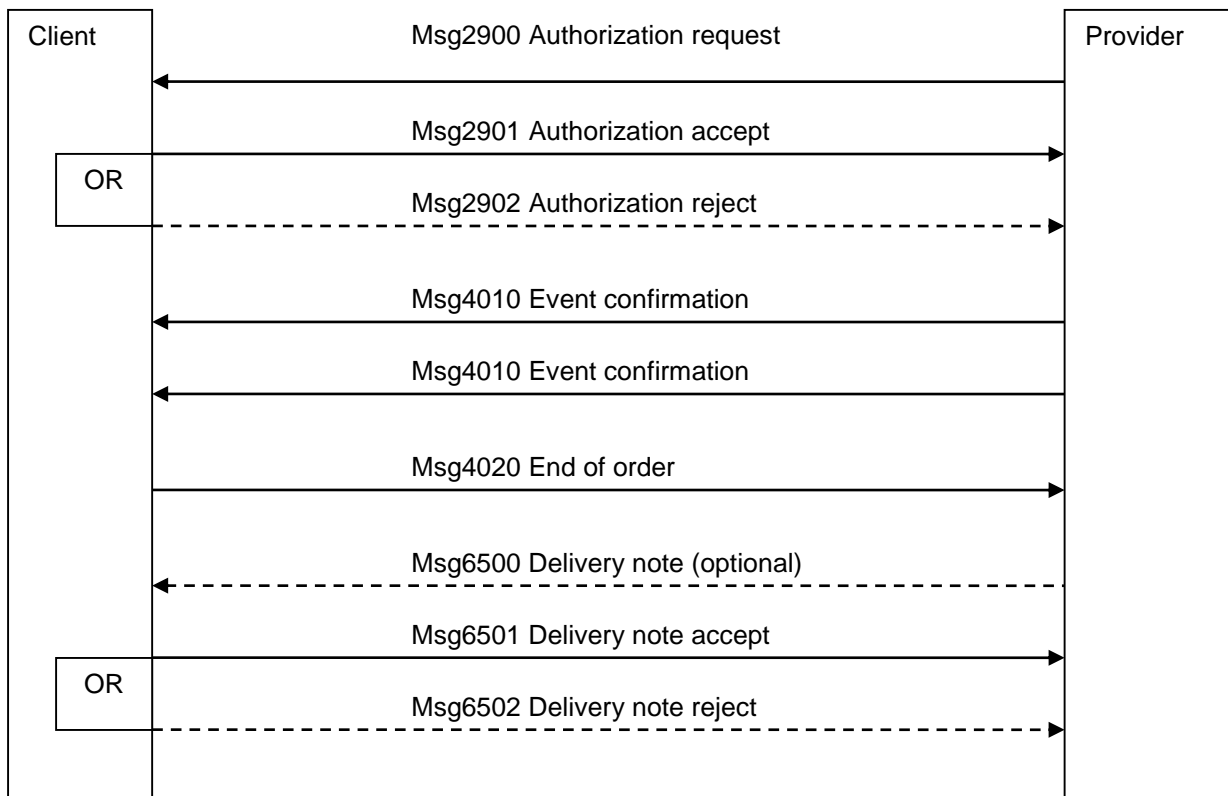 Client
Msg2900 Authorization request
Provider
Msg2901 Authorization accept
OR
Msg2902 Authorization reject
Msg4010 Event confirmation
Msg4010 Event confirmation
Msg4020 End of order
Msg6500 Delivery note (optional)
Msg6501 Delivery note accept
OR
Msg6502 Delivery note reject